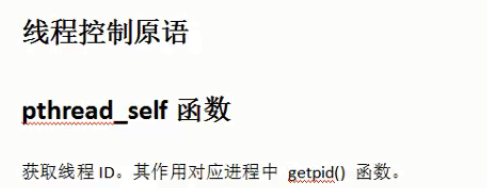 线程控制原语
pthread_self 函数
获取线程 ID。其作用对应进程中 getpid() 函数。